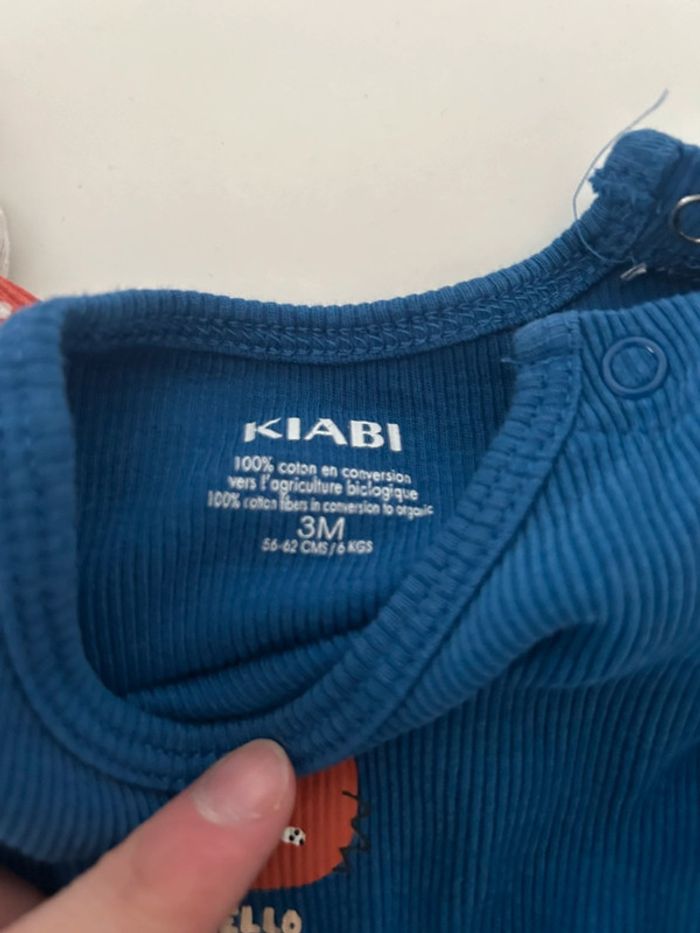 KIABI
100% coton en conversion
vers l'agriculture biologique
100% cotton fibers in conversion to organic
3M
56-62 CMS / 6 KGS
ELLO